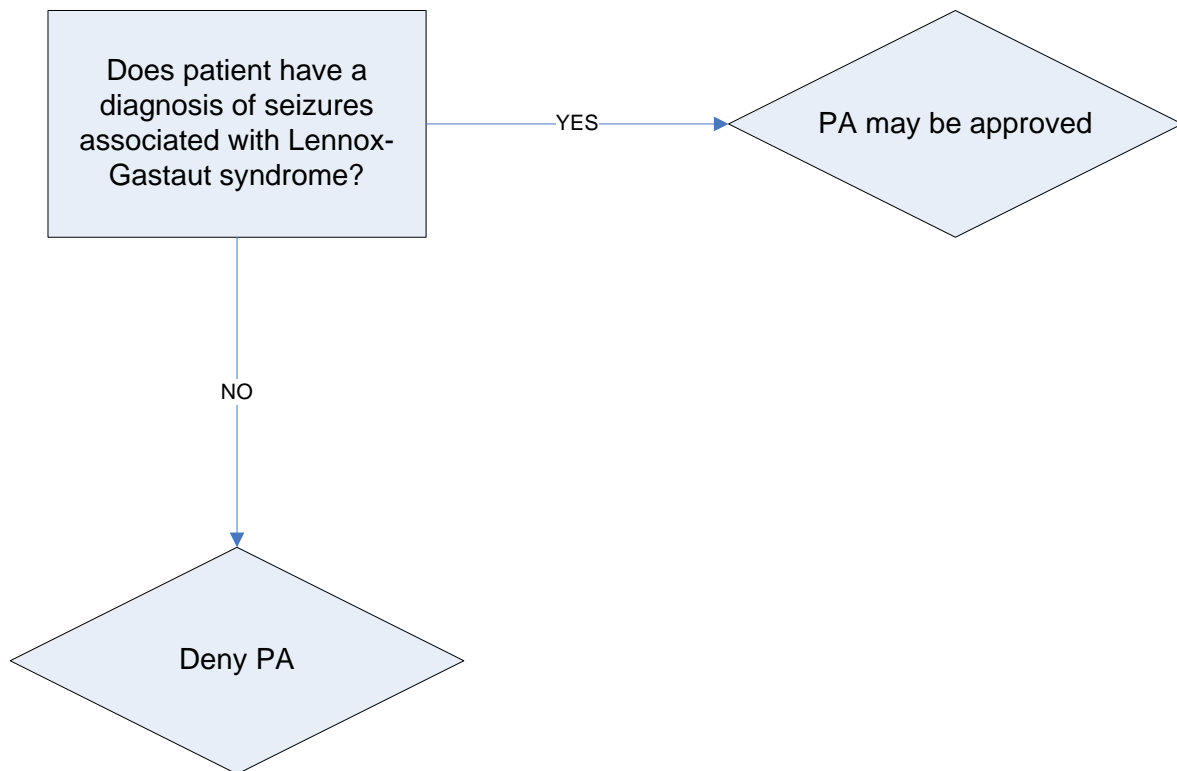 Does patient have a
diagnosis of seizures
associated with Lennox-
Gastaut syndrome?
YES
PA may be approved
NO
Deny PA